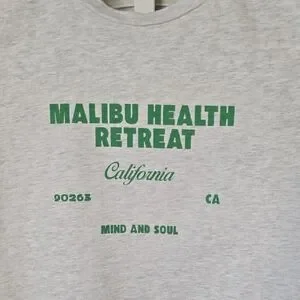 MALIBU HEALTH
RETREAT
California
90265 CA
MIND AND SOUL